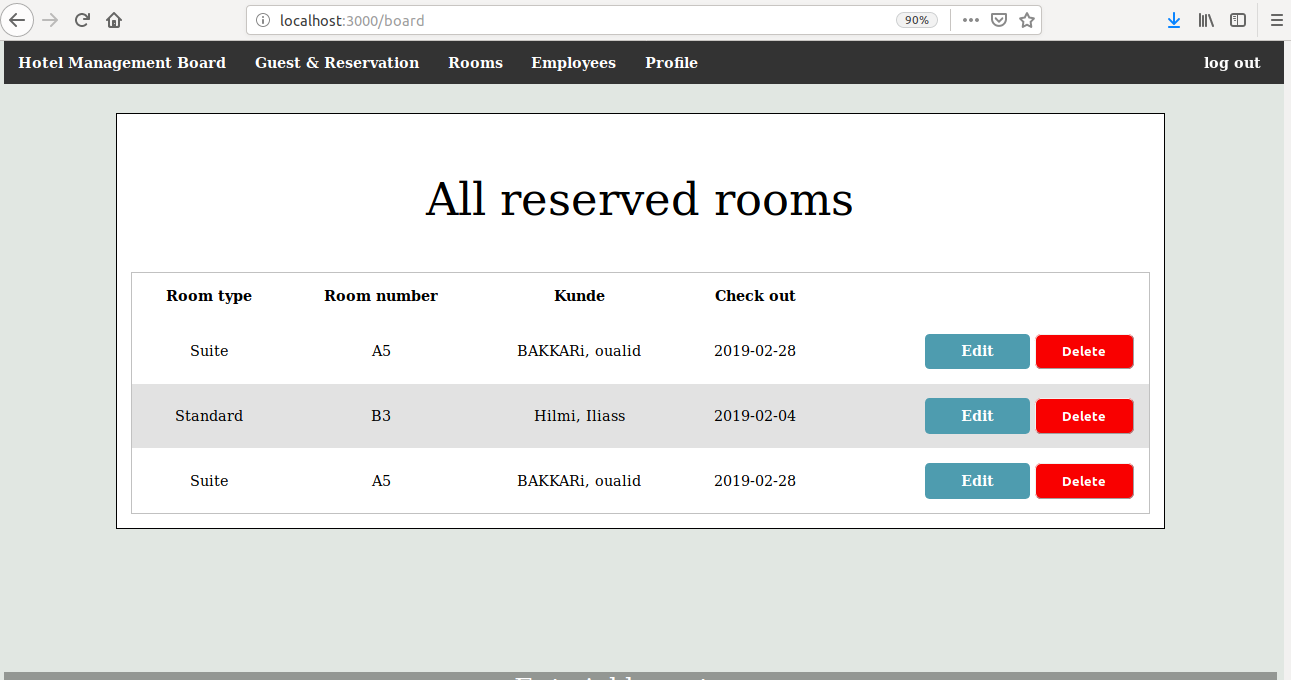 localhost:3000/board 90%
Hotel Management Board Guest & Reservation Rooms Employees Profile log out
All reserved rooms
Room type Room number Kunde Check out
Suite A5 BAKKARi, oualid 2019-02-28 Edit Delete
Standard B3 Hilmi, Iliass 2019-02-04 Edit Delete
Suite A5 BAKKARi, oualid 2019-02-28 Edit Delete